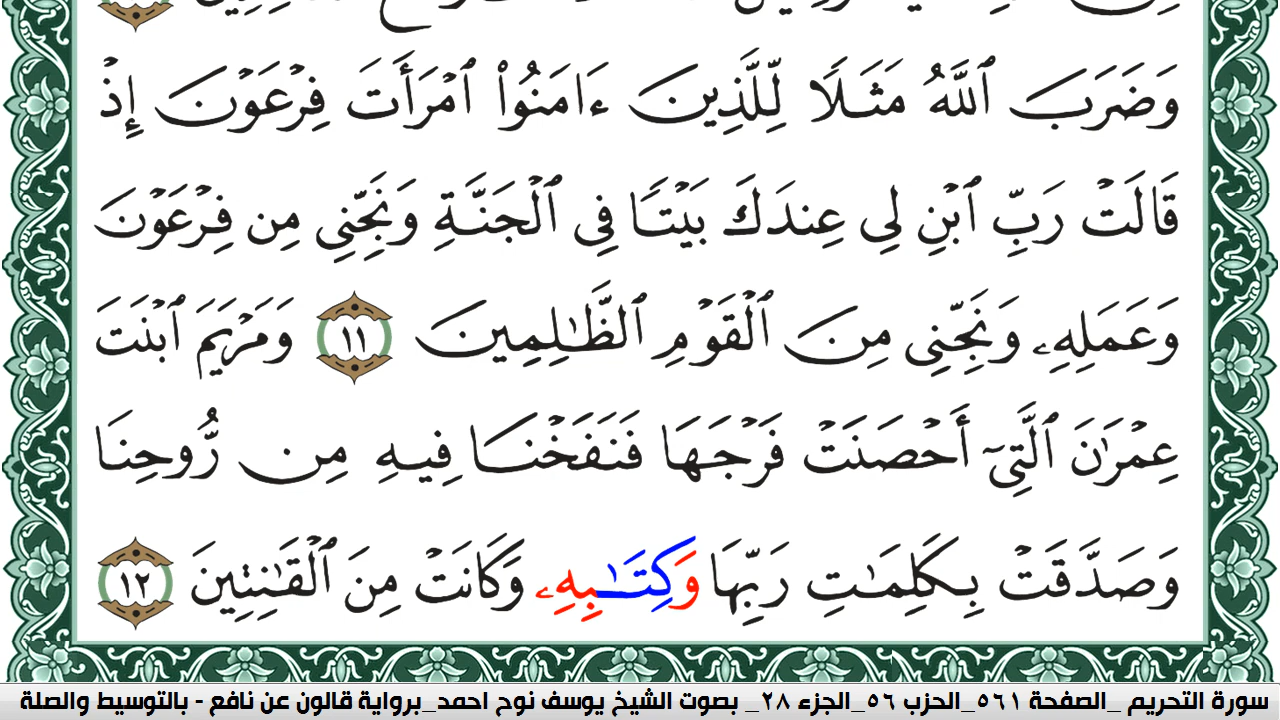 وَضَرَبَ ٱللَّهُ مَثَلًا لِّلَّذِينَ ءَامَنُوا۟ ٱمْرَأَتَ فِرْعَوْنَ إِذْ
قَالَتْ رَبِّ ٱبْنِ لِى عِندَكَ بَيْتًا فِى ٱلْجَنَّةِ وَنَجِّنِى مِن فِرْعَوْنَ
وَعَمَلِهِۦ وَنَجِّنِى مِنَ ٱلْقَوْمِ ٱلظَّـٰلِمِينَ ١١ وَمَرْيَمَ ٱبْنَتَ
عِمْرَٰنَ ٱلَّتِىٓ أَحْصَنَتْ فَرْجَهَا فَنَفَخْنَا فِيهِ مِن رُّوحِنَا
وَصَدَّقَتْ بِكَلِمَـٰتِ رَبِّهَا وَكِتَـٰبِهِۦ وَكَانَتْ مِنَ ٱلْقَـٰنِتِينَ ١٢
سورة التحريم _الصفحة ٥٦١_الحزب ٥٦_الجزء ٢٨_ بصوت الشيخ يوسف نوح احمد_برواية قالون عن نافع - بالتوسيط والصلة